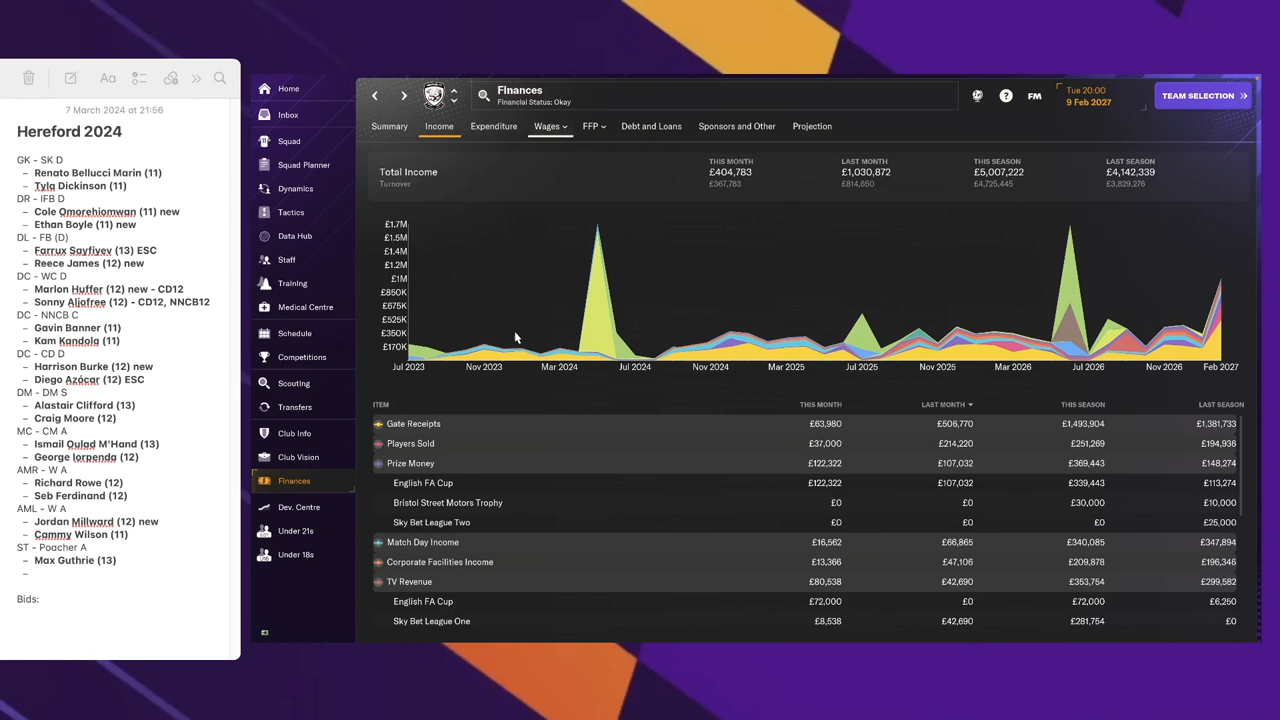 7 March 2024 at 21:56
Hereford 2024
GK - SK D
– Renato Bellucci Marin (11)
– Tyla Dickinson (11)
DR - IFB D
– Cole Omorehiomwan (11) new
– Ethan Boyle (11) new
DL - FB (D)
– Farrux Sayfiyev (13) ESC
– Reece James (12) new
DC - WC D
– Marlon Huffer (12) new - CD12
– Sonny Aljofree (12) - CD12, NNCB12
DC - NNCB C
– Gavin Banner (11)
– Kam Kandola (11)
DC - CD D
– Harrison Burke (12) new
– Diego Azócar (12) ESC
DM - DM S
– Alastair Clifford (13)
– Craig Moore (12)
MC - CM A
– Ismail Oulad M'Hand (13)
– George Iorpenda (12)
AMR - W A
– Richard Rowe (12)
– Seb Ferdinand (12)
AML - W A
– Jordan Millward (12) new
– Cammy Wilson (11)
ST - Poacher A
– Max Guthrie (13)
–
Bids:
Aa
Home
Inbox
Squad
Squad Planner
Dynamics
Tactics
Data Hub
Staff
Training
Medical Centre
Schedule
Competitions
Scouting
Transfers
Club Info
Club Vision
Finances
Dev. Centre
Under 21s
Under 18s
Finances
Financial Status: Okay
FM
Tue 20:00
9 Feb 2027
TEAM SELECTION
Summary Income Expenditure Wages FFP Debt and Loans Sponsors and Other Projection
THIS MONTH LAST MONTH THIS SEASON LAST SEASON
Total Income £404,783 £1,030,872 £5,007,222 £4,142,339
Turnover £367,783 £814,650 £4,725,445 £3,829,276
£1.7M
£1.5M
£1.4M
£1.2M
£1M
£850K
£675K
£525K
£350K
£170K
Jul 2023 Nov 2023 Mar 2024 Jul 2024 Nov 2024 Mar 2025 Jul 2025 Nov 2025 Mar 2026 Jul 2026 Nov 2026 Feb 2027
ITEM THIS MONTH LAST MONTH THIS SEASON LAST SEASON
Gate Receipts £63,980 £506,770 £1,493,904 £1,381,733
Players Sold £37,000 £214,220 £251,269 £194,936
Prize Money £122,322 £107,032 £369,443 £148,274
English FA Cup £122,322 £107,032 £339,443 £113,274
Bristol Street Motors Trophy £0 £0 £30,000 £10,000
Sky Bet League Two £0 £0 £0 £25,000
Match Day Income £16,562 £66,865 £340,085 £347,894
Corporate Facilities Income £13,366 £47,106 £209,878 £196,346
TV Revenue £80,538 £42,690 £353,754 £299,582
English FA Cup £72,000 £0 £72,000 £6,250
Sky Bet League One £8,538 £42,690 £281,754 £0